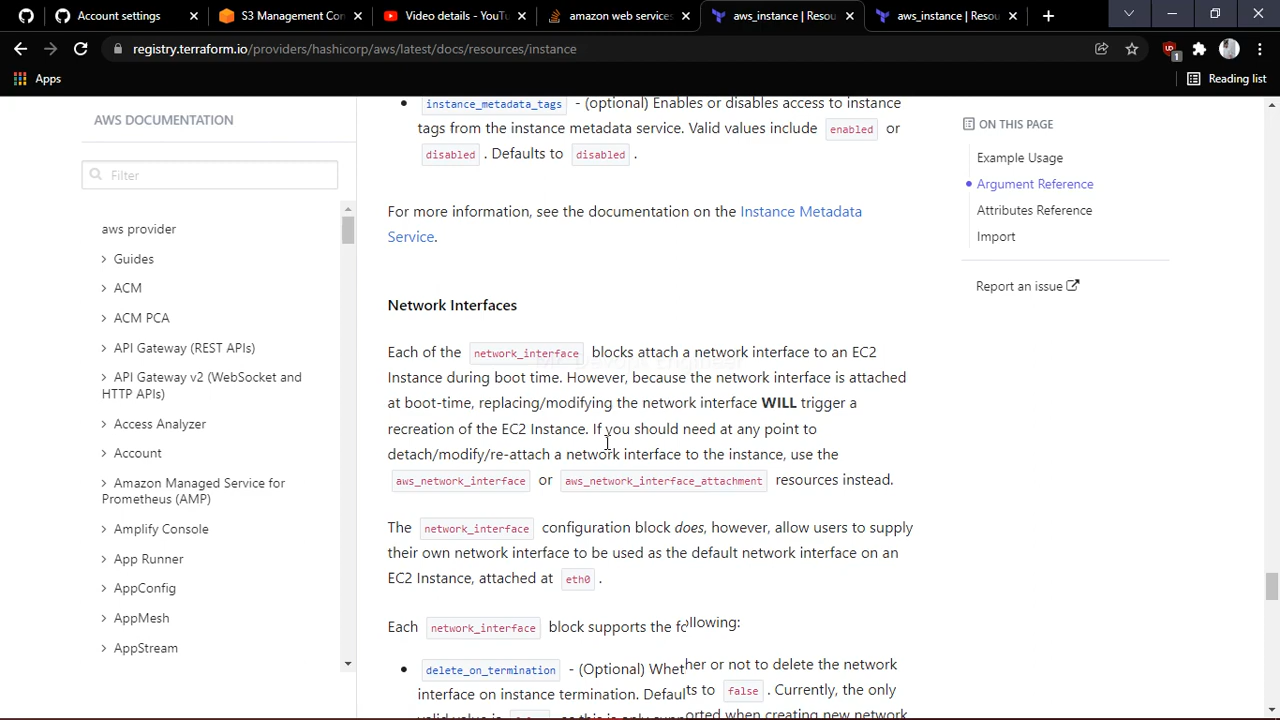 Account settings
S3 Management Con
Video details - YouTu
amazon web services
aws_instance | Resou
aws_instance | Resou
registry.terraform.io/providers/hashicorp/aws/latest/docs/resources/instance
1
Apps
Reading list
AWS DOCUMENTATION
Filter
aws provider
Guides
ACM
ACM PCA
API Gateway (REST APIs)
API Gateway v2 (WebSocket and
HTTP APIs)
Access Analyzer
Account
Amazon Managed Service for
Prometheus (AMP)
Amplify Console
App Runner
AppConfig
AppMesh
AppStream
instance_metadata_tags - (optional) Enables or disables access to instance
tags from the instance metadata service. Valid values include enabled or
disabled . Defaults to disabled .
For more information, see the documentation on the Instance Metadata
Service.
Network Interfaces
Each of the network_interface blocks attach a network interface to an EC2
Instance during boot time. However, because the network interface is attached
at boot-time, replacing/modifying the network interface WILL trigger a
recreation of the EC2 Instance. If you should need at any point to
detach/modify/re-attach a network interface to the instance, use the
aws_network_interface or aws_network_interface_attachment resources instead.
The network_interface configuration block does, however, allow users to supply
their own network interface to be used as the default network interface on an
EC2 Instance, attached at eth0 .
Each network_interface block supports the following:
delete_on_termination - (Optional) Whether or not to delete the network
interface on instance termination. Defaults to false . Currently, the only
ON THIS PAGE
Example Usage
Argument Reference
Attributes Reference
Import
Report an issue